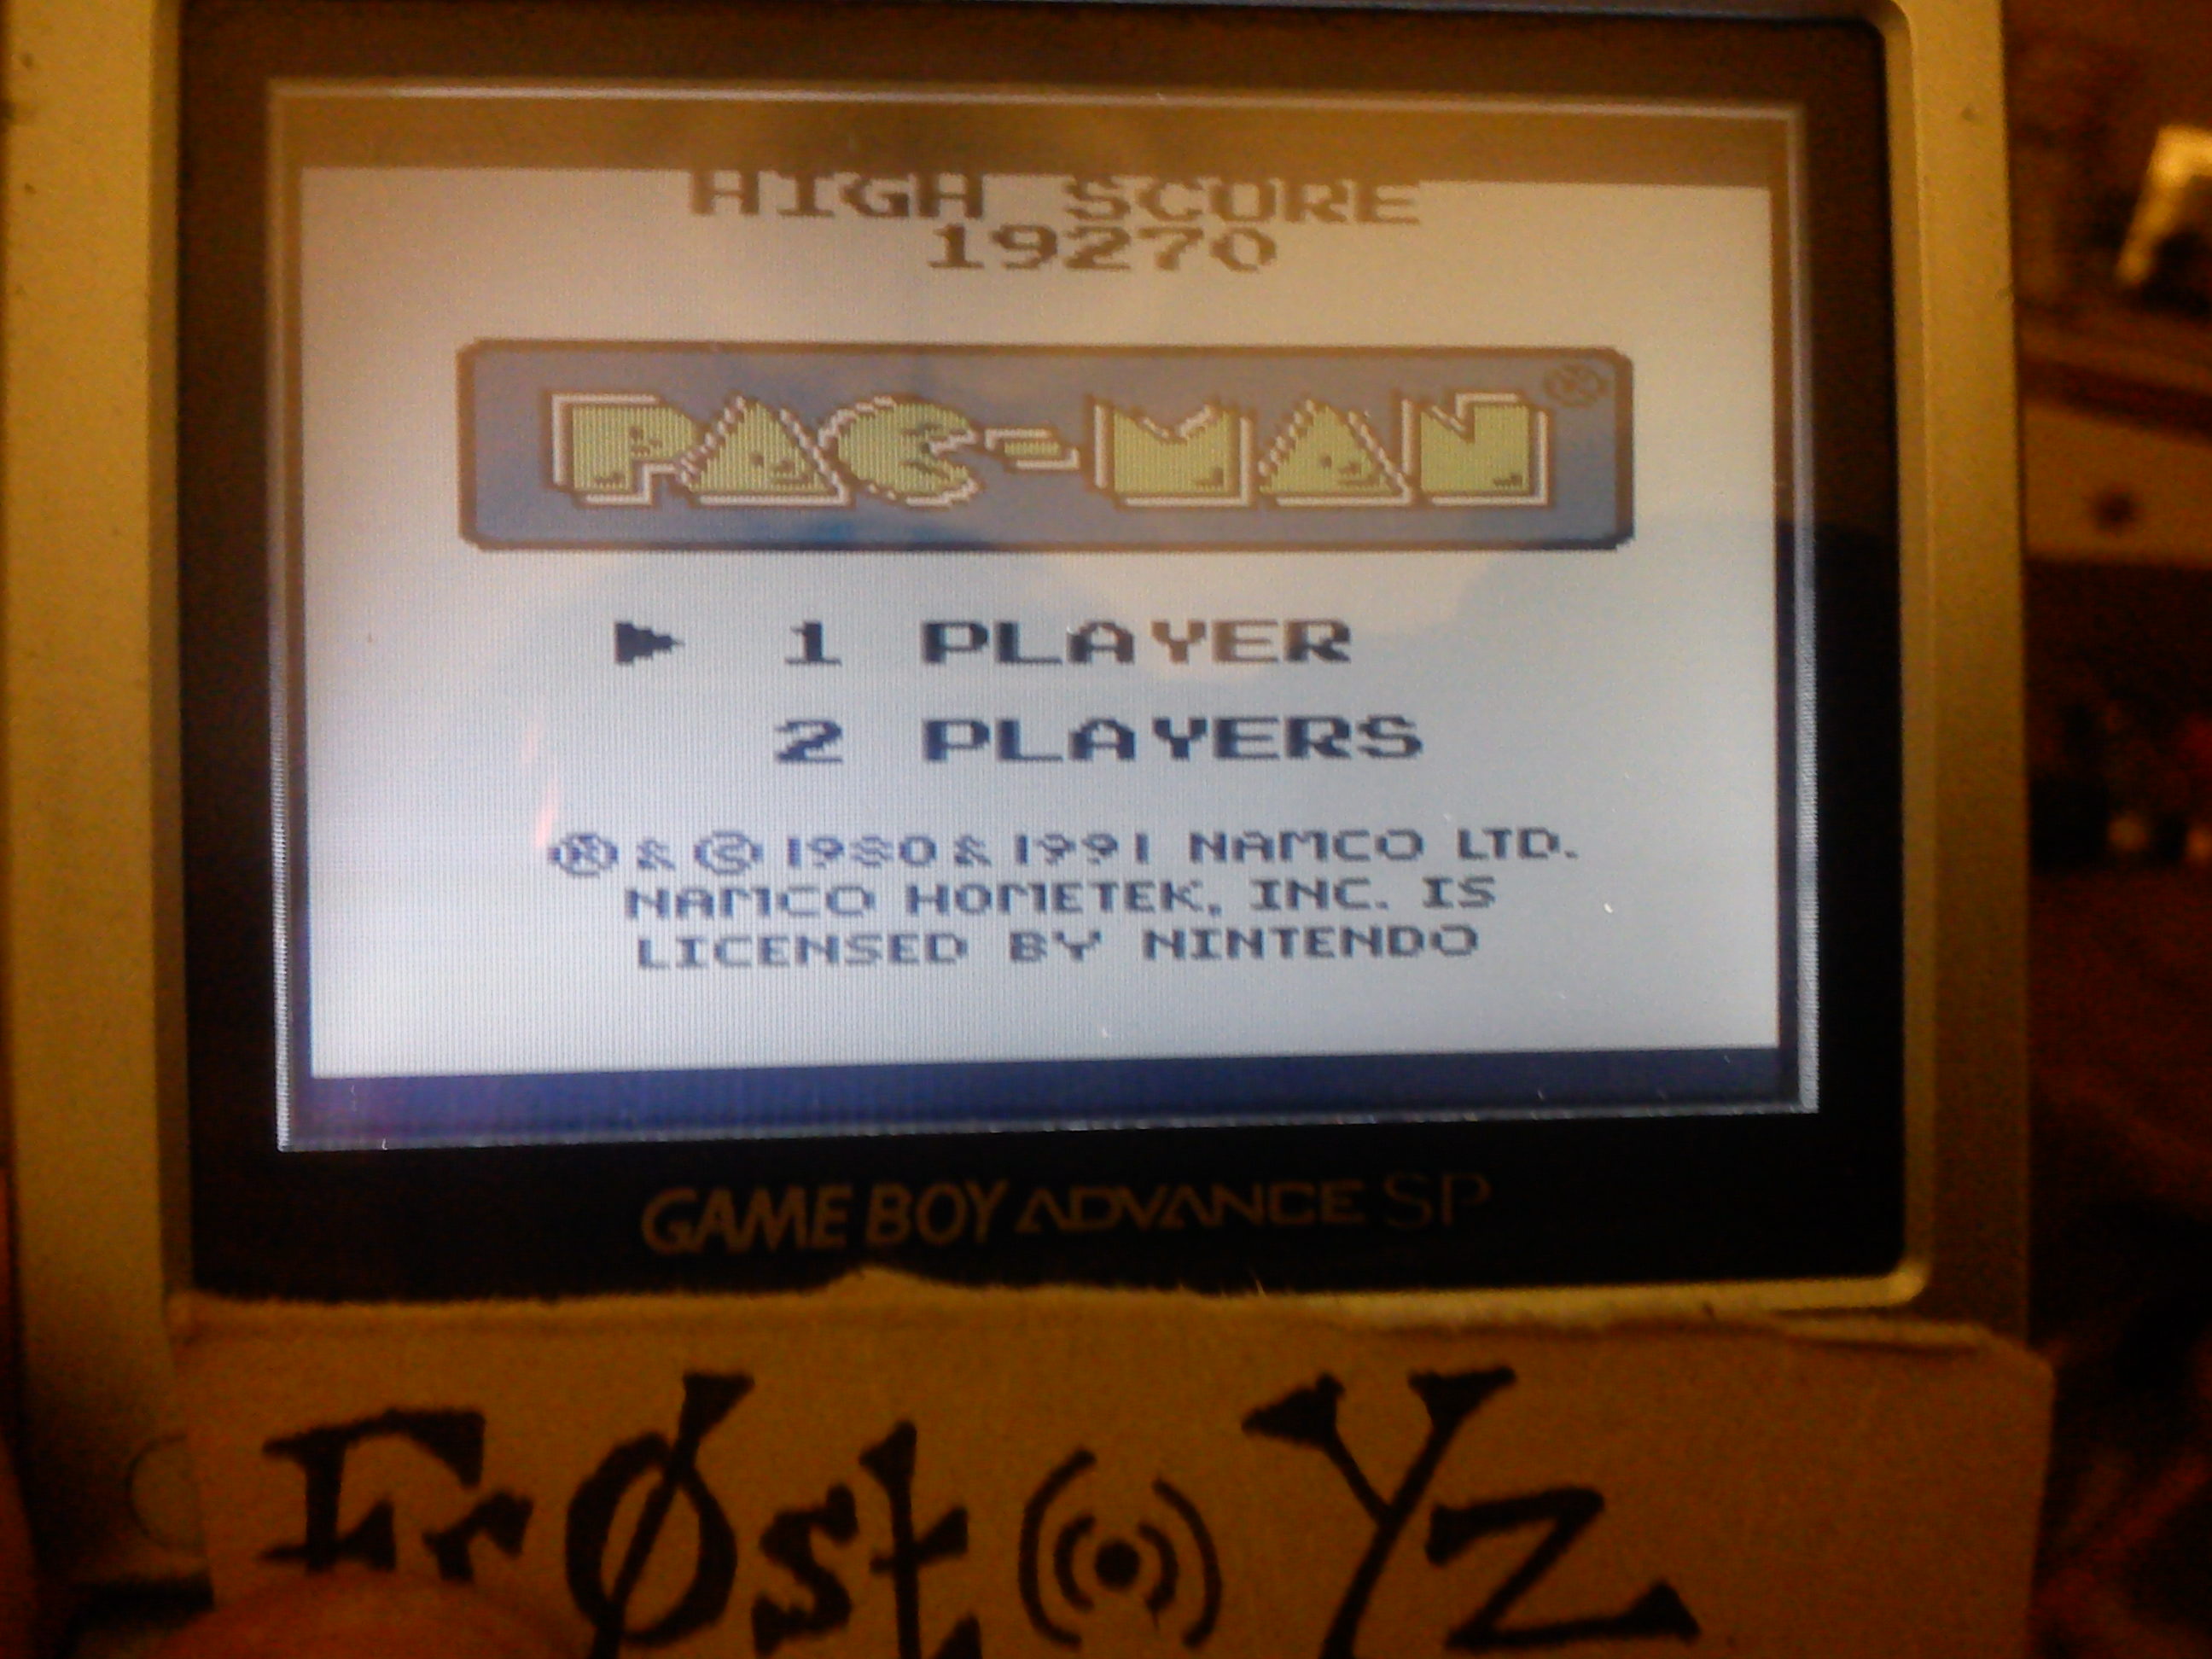 HIGH SCORE
19270
PAC-MAN®
1 PLAYER
2 PLAYERS
Ⓜ & © 1980 & 1991 NAMCO LTD.
NAMCO HOMETEK, INC. IS
LICENSED BY NINTENDO
GAME BOY ADVANCE SP
FrØst(•)Yz